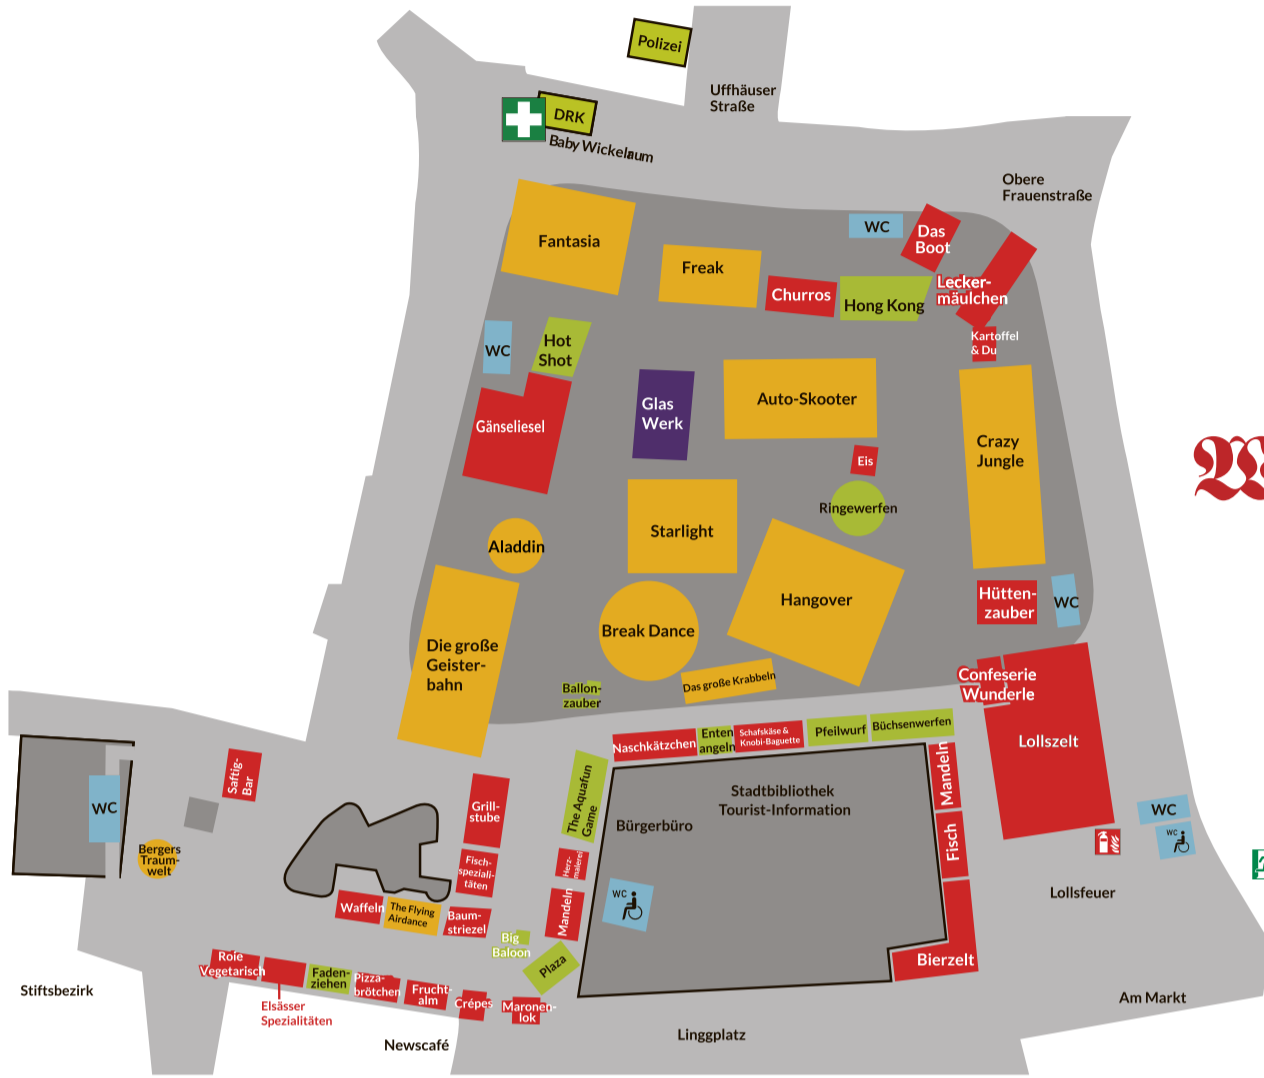 Polizei
Uffhäuser
Straße
DRK
Baby Wickelraum
Obere
Frauenstraße
Fantasia
WC
Das
Boot
Freak
Churros
Hong Kong
Lecker-
mäulchen
Kartoffel
& Du
WC
Hot
Shot
Glas
Werk
Auto-Skooter
Gänseliesel
Crazy
Jungle
Eis
Ringewerfen
Starlight
Aladdin
Hangover
Hütten-
zauber
WC
Break Dance
Die große
Geister-
bahn
Ballon-
zauber
Das große Krabbeln
Confeserie
Wunderle
Lollszelt
Naschkätzchen
Enten
angeln
Schafskäse &
Knobi-Baguette
Pfeilwurf
Büchsenwerfen
Saftig-
Bar
WC
Bergers
Traum-
welt
Grill-
stube
The Aquafun
Game
Stadtbibliothek
Tourist-Information
Bürgerbüro
Mandeln
Fisch
WC
WC
Fisch-
speziali-
täten
Herz-
malerei
Mandeln
WC
Lollsfeuer
Waffeln
The Flying
Airdance
Baum-
striezel
Big
Baloon
Plaza
Bierzelt
Roie
Vegetarisch
Elsässer
Spezialitäten
Faden-
ziehen
Pizza-
brötchen
Frucht-
alm
Crépes
Maronen-
lok
Stiftsbezirk
Newscafé
Linggplatz
Am Markt